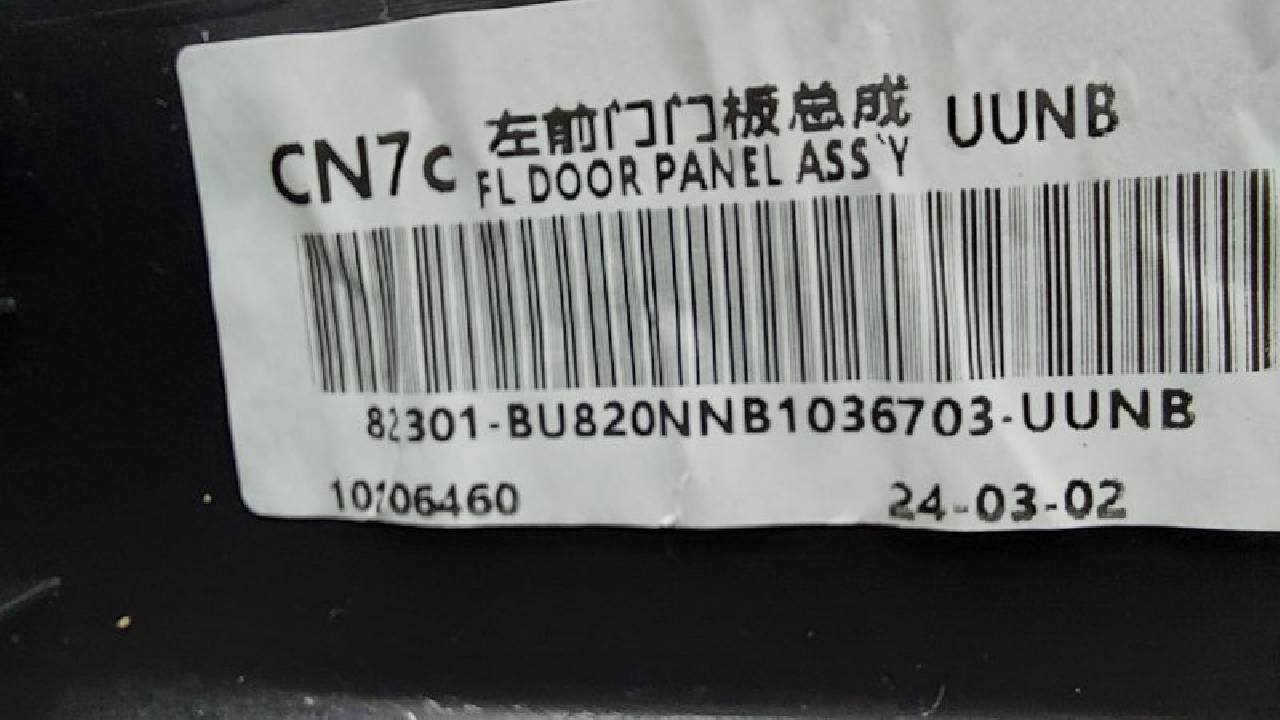 CN7c 左前门门板总成 UUNB
FL DOOR PANEL ASS`Y
82301-BU820NNB1036703-UUNB
24-03-02